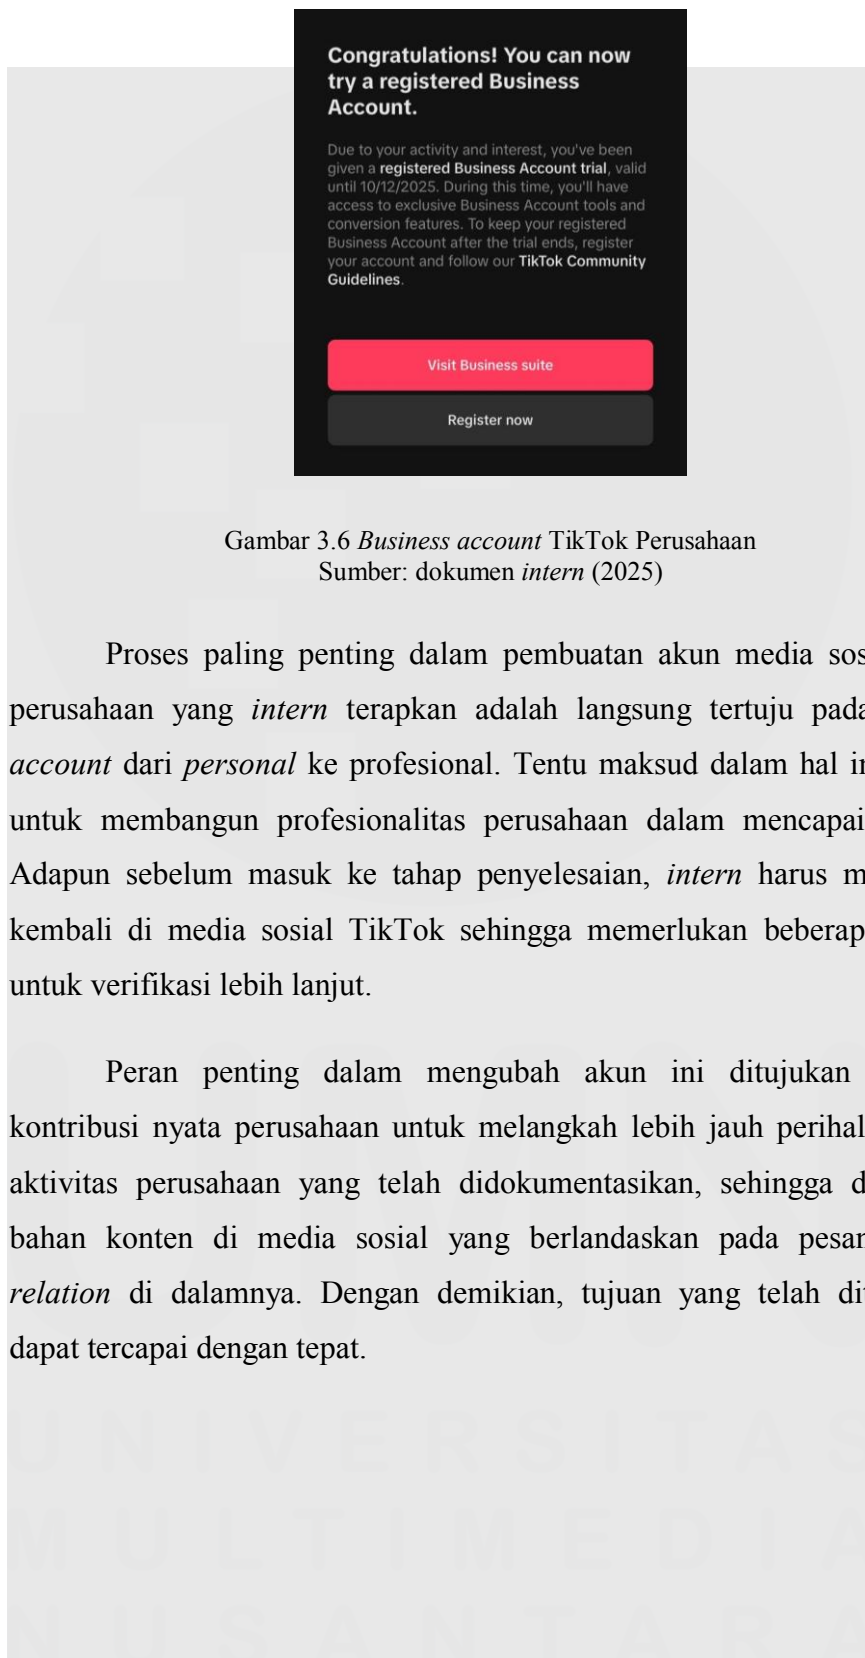 Congratulations! You can now
try a registered Business
Account.
Due to your activity and interest, you've been
given a registered Business Account trial, valid
until 10/12/2025. During this time, you'll have
access to exclusive Business Account tools and
conversion features. To keep your registered
Business Account after the trial ends, register
your account and follow our TikTok Community
Guidelines.
Visit Business suite
Register now
Gambar 3.6 Business account TikTok Perusahaan
Sumber: dokumen intern (2025)
Proses paling penting dalam pembuatan akun media sos
perusahaan yang intern terapkan adalah langsung tertuju pada
account dari personal ke profesional. Tentu maksud dalam hal in
untuk membangun profesionalitas perusahaan dalam mencapai
Adapun sebelum masuk ke tahap penyelesaian, intern harus m
kembali di media sosial TikTok sehingga memerlukan beberap
untuk verifikasi lebih lanjut.
Peran penting dalam mengubah akun ini ditujukan
kontribusi nyata perusahaan untuk melangkah lebih jauh perihal
aktivitas perusahaan yang telah didokumentasikan, sehingga d
bahan konten di media sosial yang berlandaskan pada pesan
relation di dalamnya. Dengan demikian, tujuan yang telah dit
dapat tercapai dengan tepat.
UNIVERSITAS
MULTIMEDIA
NUSANTARA